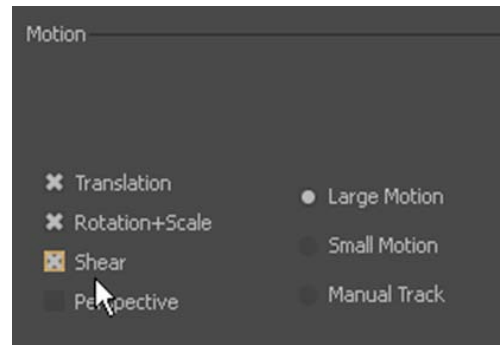 Motion
Translation
Rotation+Scale
Shear
Perspective
Large Motion
Small Motion
Manual Track